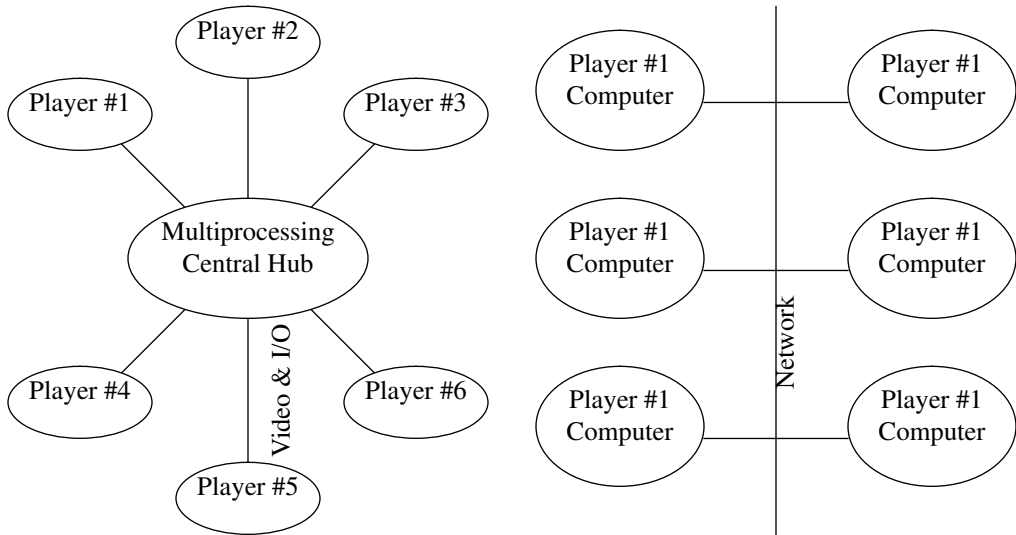 Player #2
Player #1
Player #3
Multiprocessing
Central Hub
Player #4
Video & I/O
Player #6
Player #5
Player #1
Computer
Player #1
Computer
Player #1
Computer
Player #1
Computer
Network
Player #1
Computer
Player #1
Computer